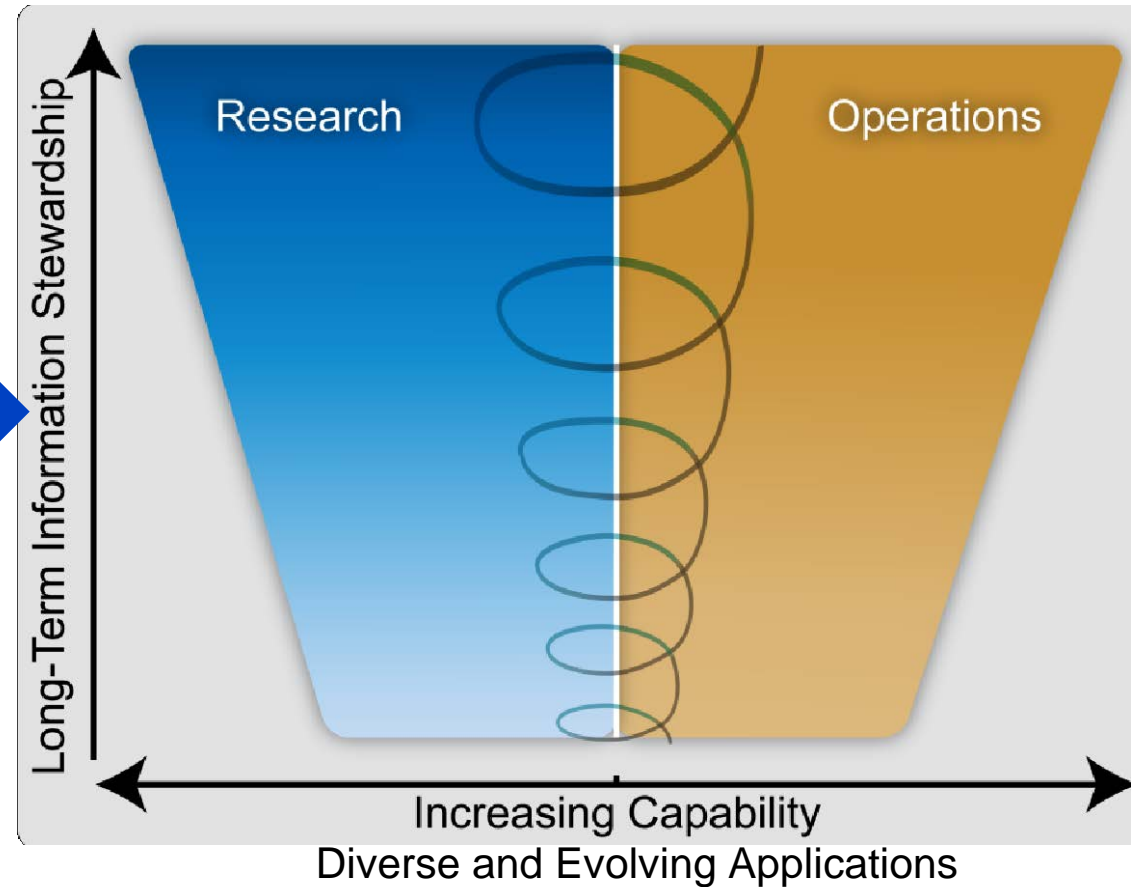 Research
Operations
Long-Term Information Stewardship
Increasing Capability
Diverse and Evolving Applications